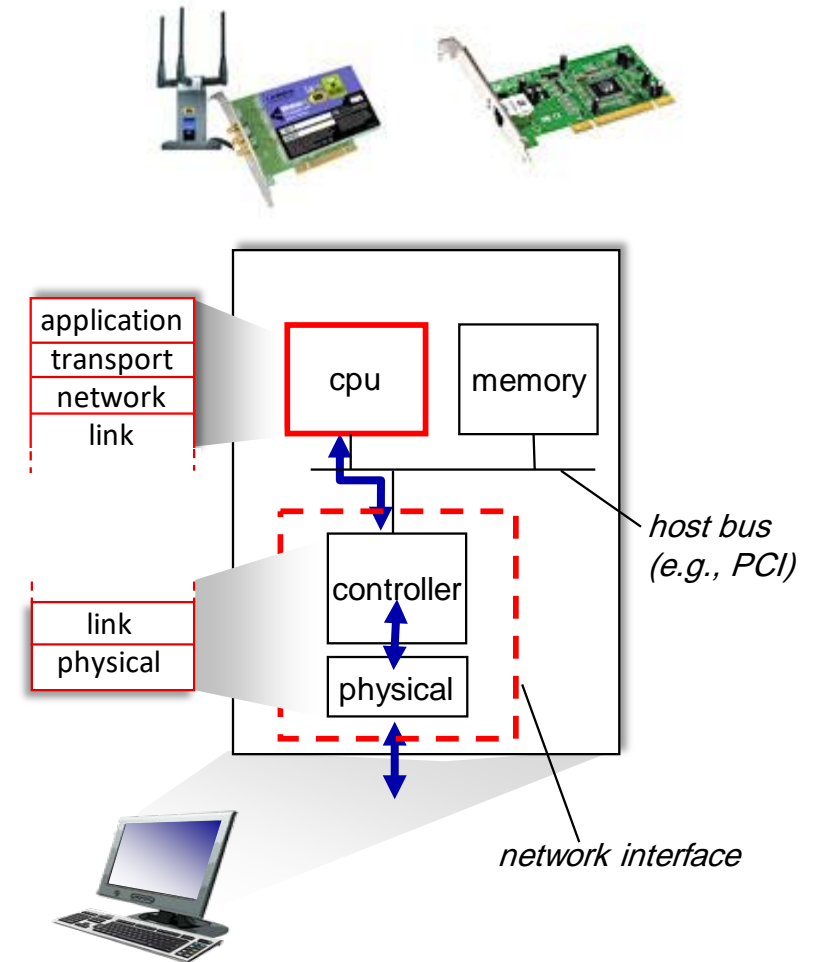 application
transport
network
link
cpu
memory
host bus
(e.g., PCI)
controller
link
physical
physical
network interface